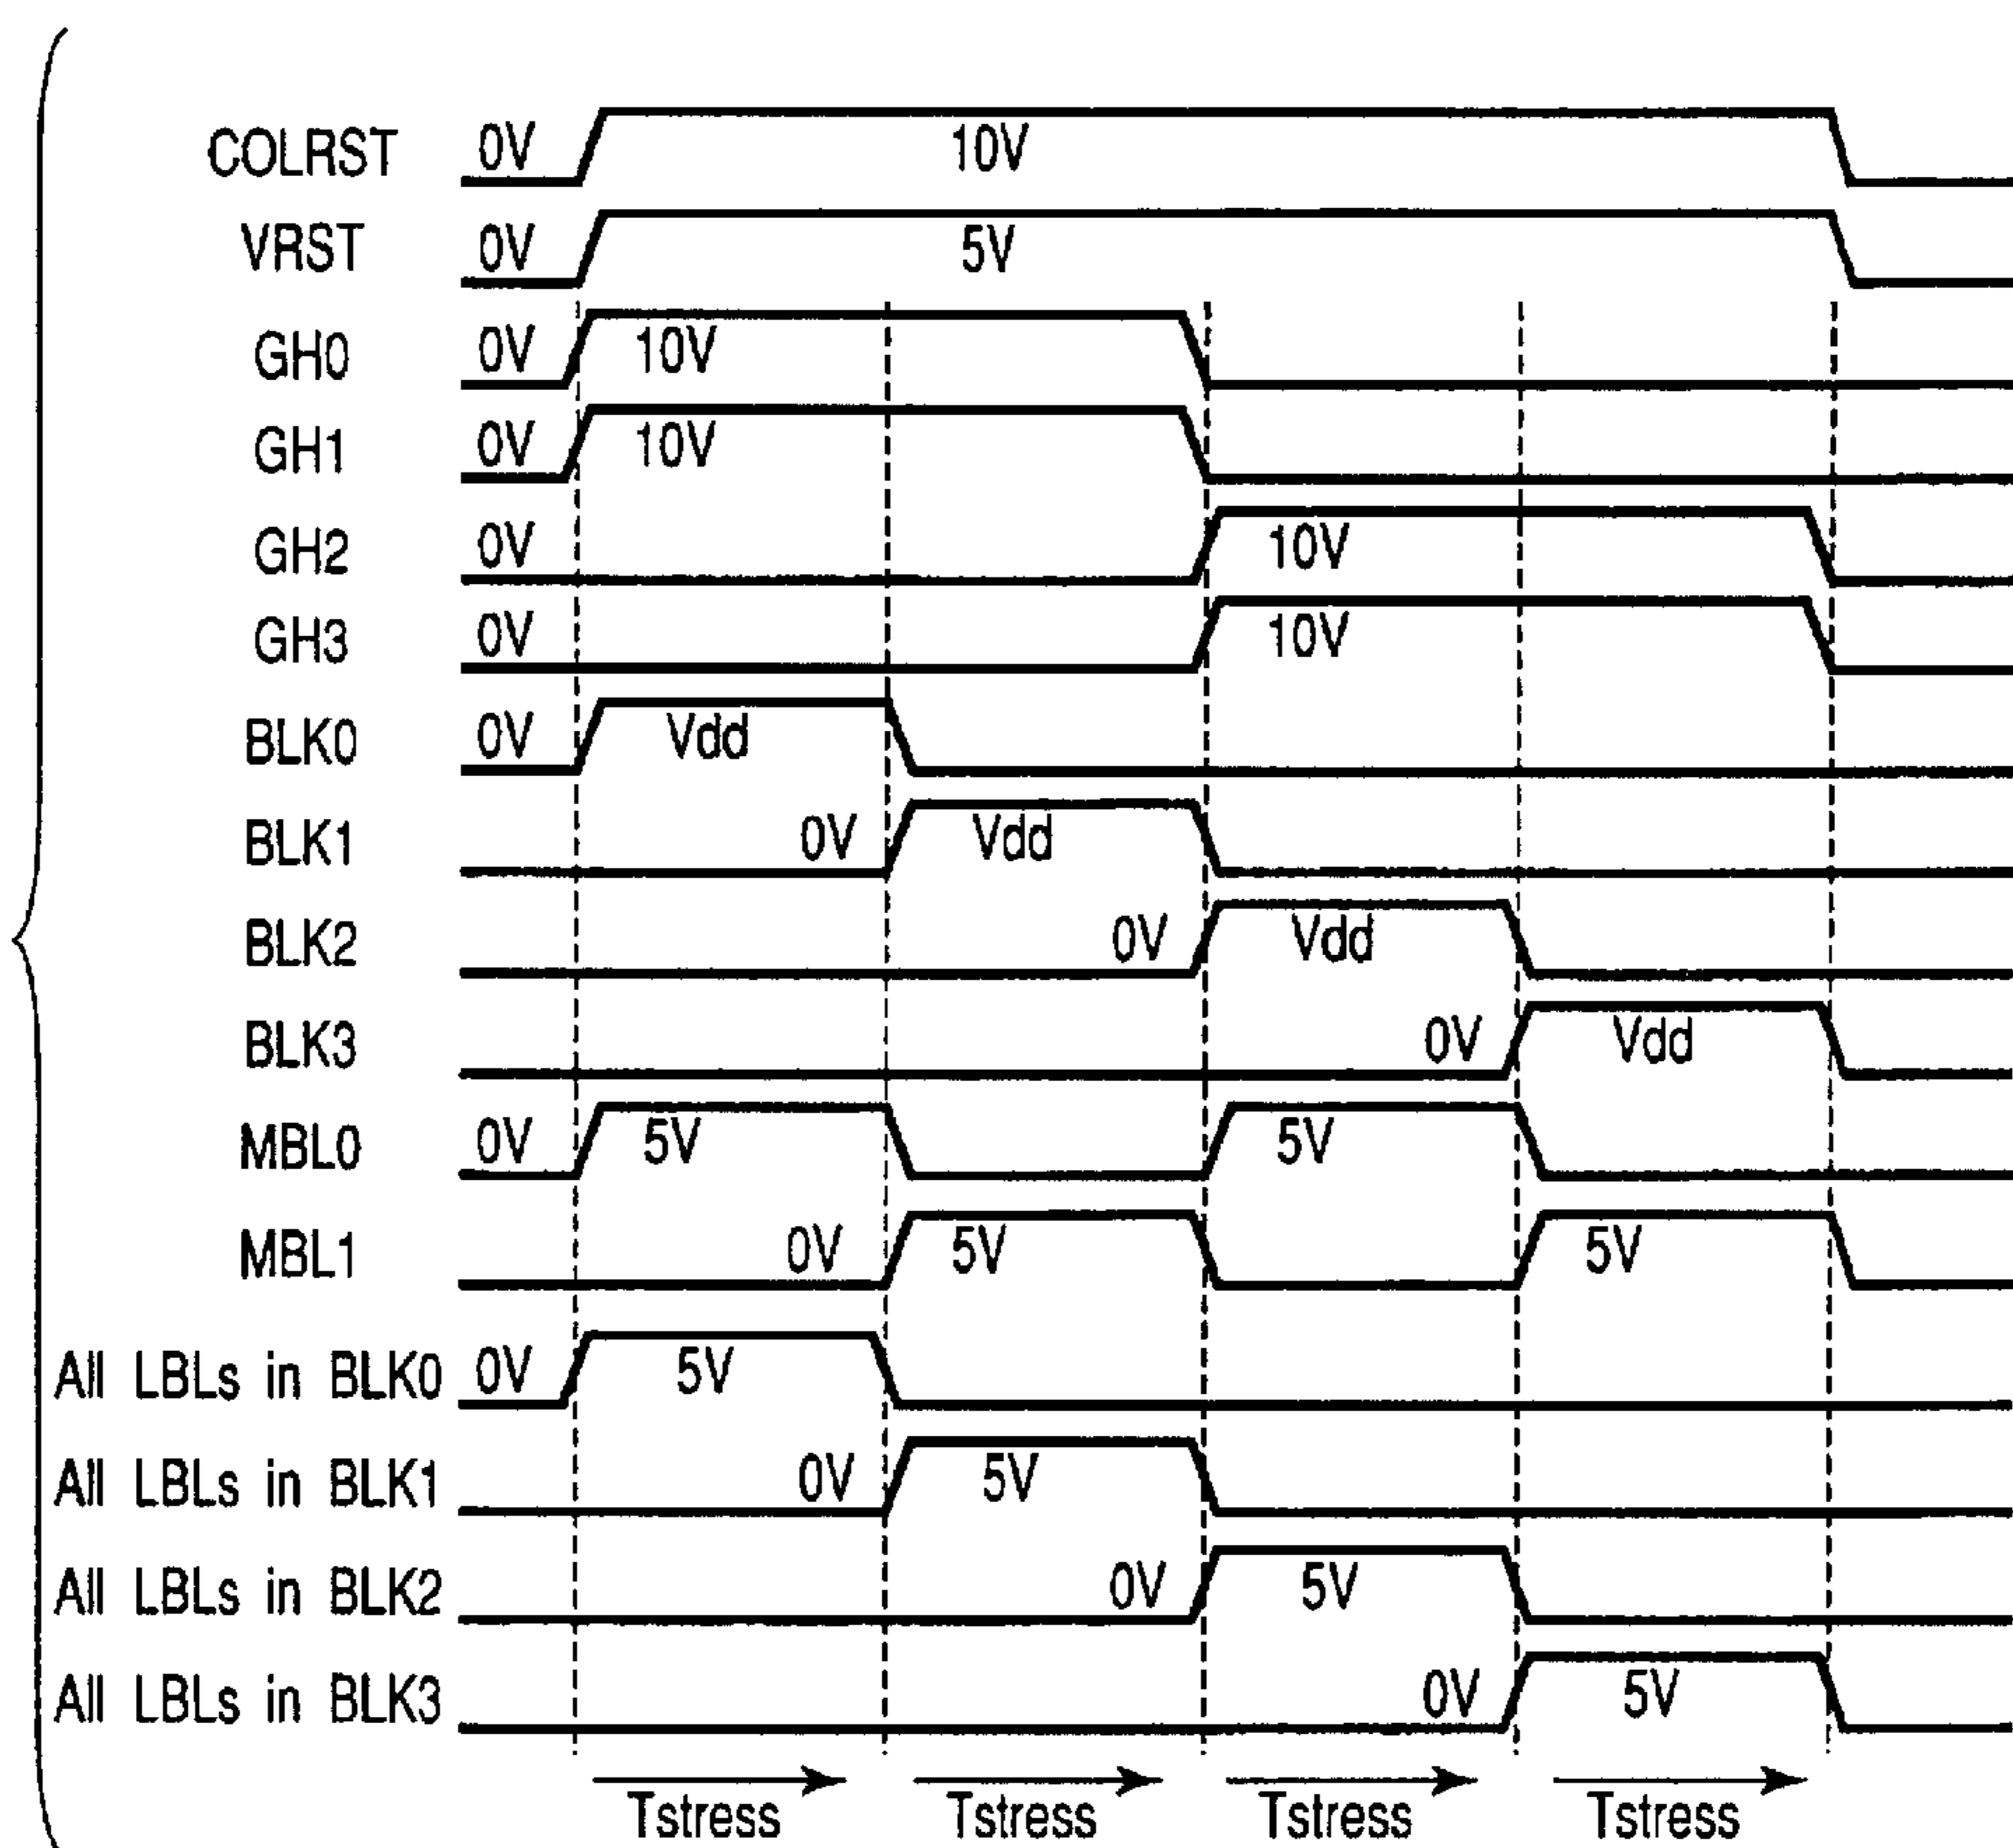 COLRST 0V 10V
VRST 0V 5V
GH0 0V 10V
GH1 0V 10V
GH2 0V 10V
GH3 0V 10V
BLK0 0V Vdd
BLK1 0V Vdd
BLK2 0V Vdd
BLK3 0V Vdd
MBL0 0V 5V 5V
MBL1 0V 5V 5V
All LBLs in BLK0 0V 5V
All LBLs in BLK1 0V 5V
All LBLs in BLK2 0V 5V
All LBLs in BLK3 0V 5V
Tstress Tstress Tstress Tstress